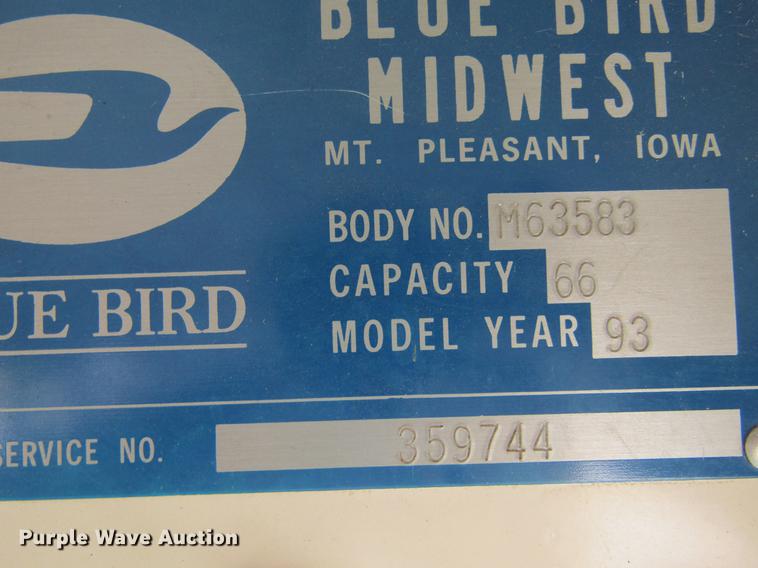 BLUE BIRD
MIDWEST
MT. PLEASANT, IOWA
BODY NO. M63583
CAPACITY 66
MODEL YEAR 93
UE BIRD
SERVICE NO. 359744
Purple Wave Auction